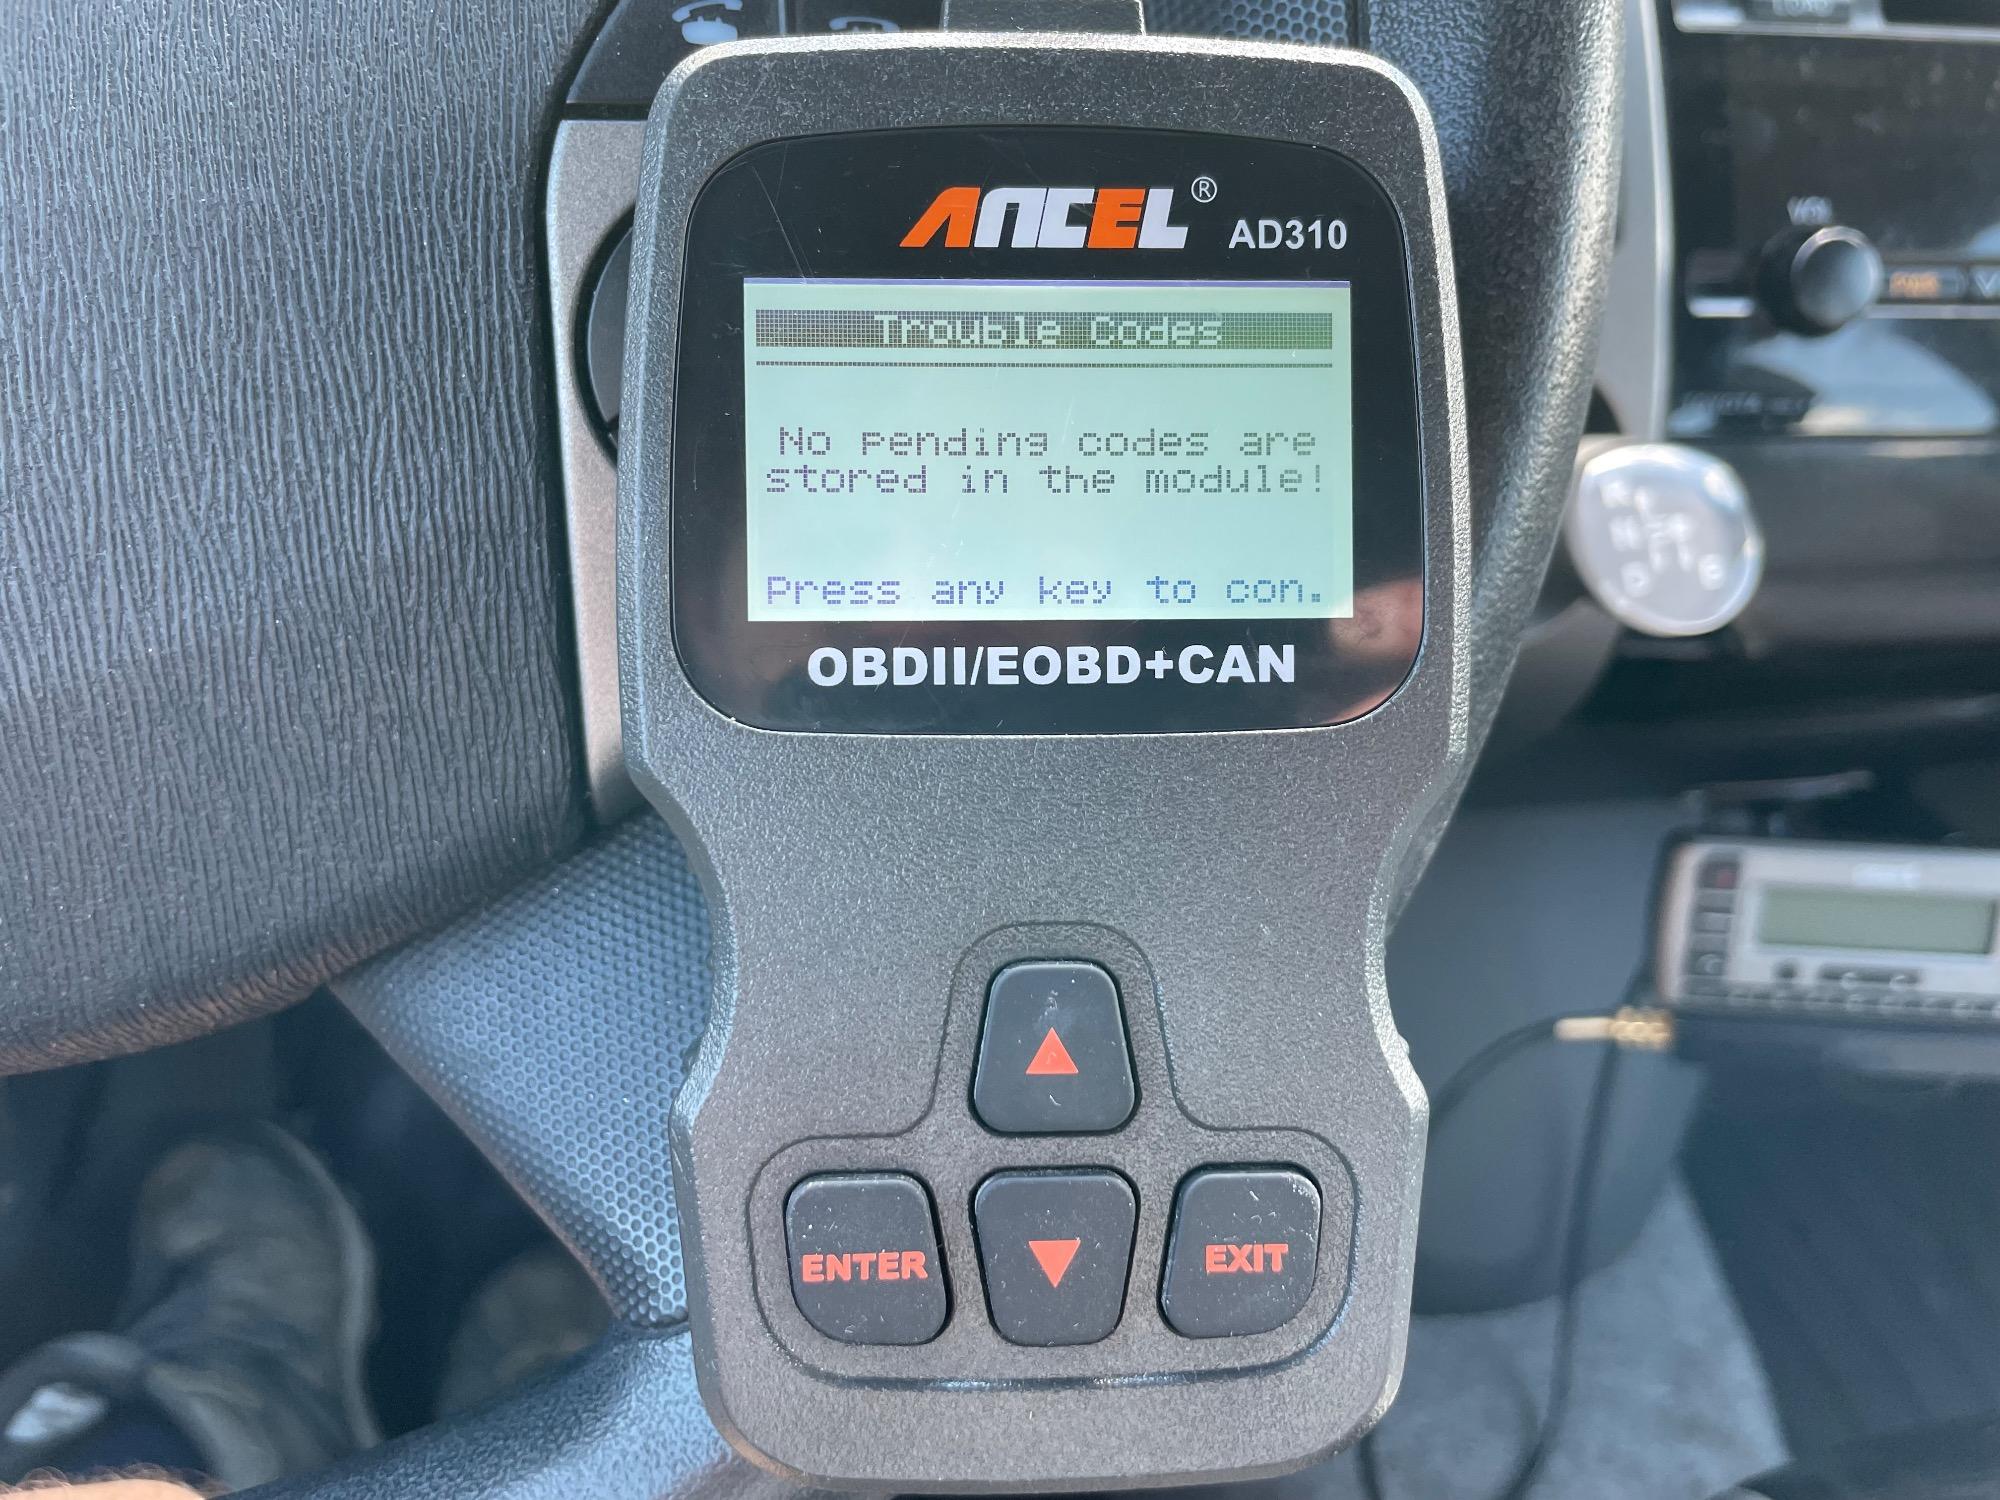 ANCEL® AD310
Trouble Codes
No pending codes are
stored in the module!
Press any key to con.
OBDII/EOBD+CAN
ENTER
EXIT
VOL
R
N
D
B